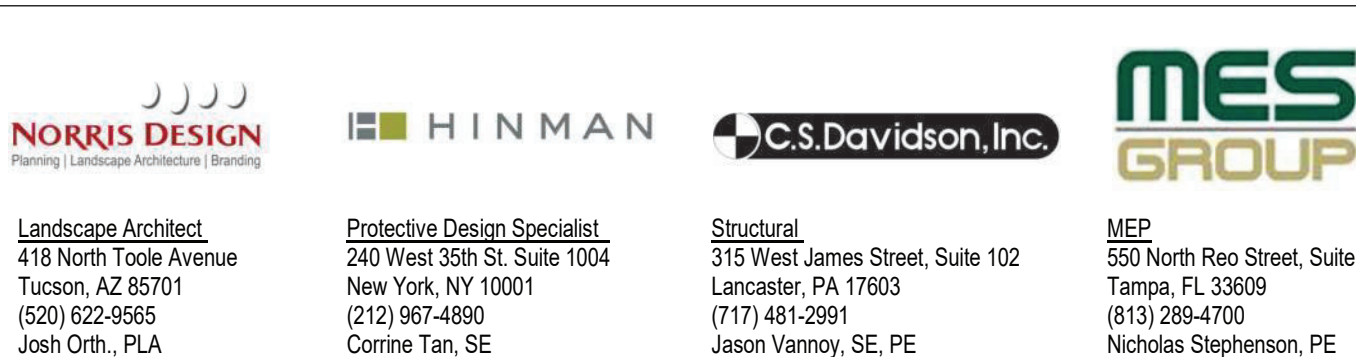 NORRIS DESIGN
Planning | Landscape Architecture | Branding
HINMAN
C.S.Davidson, Inc.
MES
GROUP
Landscape Architect
418 North Toole Avenue
Tucson, AZ 85701
(520) 622-9565
Josh Orth., PLA
Protective Design Specialist
240 West 35th St. Suite 1004
New York, NY 10001
(212) 967-4890
Corrine Tan, SE
Structural
315 West James Street, Suite 102
Lancaster, PA 17603
(717) 481-2991
Jason Vannoy, SE, PE
MEP
550 North Reo Street, Suite
Tampa, FL 33609
(813) 289-4700
Nicholas Stephenson, PE